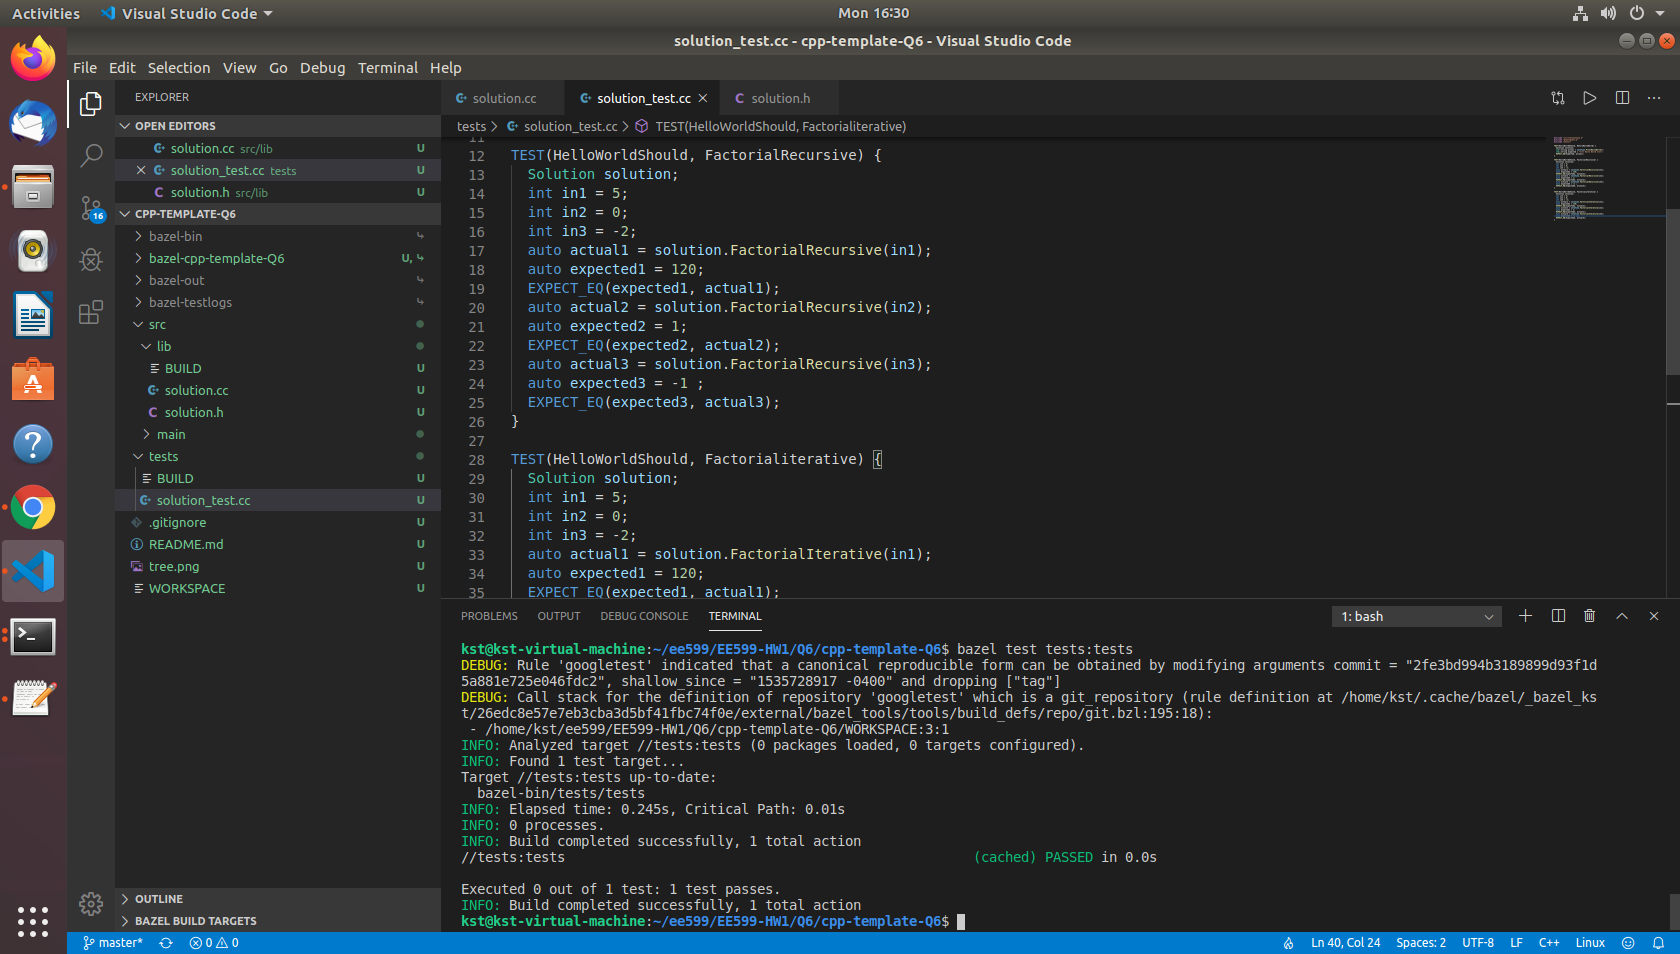 Activities
Visual Studio Code
Mon 16:30
solution_test.cc - cpp-template-Q6 - Visual Studio Code
File Edit Selection View Go Debug Terminal Help
EXPLORER
OPEN EDITORS
solution.cc src/lib U
solution_test.cc tests U
solution.h src/lib U
CPP-TEMPLATE-Q6
bazel-bin
bazel-cpp-template-Q6 U,
bazel-out
bazel-testlogs
src
lib
BUILD U
solution.cc U
solution.h U
main
tests
BUILD U
solution_test.cc U
.gitignore U
README.md U
tree.png U
WORKSPACE U
OUTLINE
BAZEL BUILD TARGETS
16
solution.cc
solution_test.cc
solution.h
tests > solution_test.cc > TEST(HelloWorldShould, Factorialiterative)
11
12 TEST(HelloWorldShould, FactorialRecursive) {
13 Solution solution;
14 int in1 = 5;
15 int in2 = 0;
16 int in3 = -2;
17 auto actual1 = solution.FactorialRecursive(in1);
18 auto expected1 = 120;
19 EXPECT_EQ(expected1, actual1);
20 auto actual2 = solution.FactorialRecursive(in2);
21 auto expected2 = 1;
22 EXPECT_EQ(expected2, actual2);
23 auto actual3 = solution.FactorialRecursive(in3);
24 auto expected3 = -1 ;
25 EXPECT_EQ(expected3, actual3);
26 }
27
28 TEST(HelloWorldShould, Factorialiterative) {
29 Solution solution;
30 int in1 = 5;
31 int in2 = 0;
32 int in3 = -2;
33 auto actual1 = solution.FactorialIterative(in1);
34 auto expected1 = 120;
35 EXPECT_EQ(expected1, actual1);
PROBLEMS OUTPUT DEBUG CONSOLE TERMINAL
1: bash
kst@kst-virtual-machine:~/ee599/EE599-HW1/Q6/cpp-template-Q6$ bazel test tests:tests
DEBUG: Rule 'googletest' indicated that a canonical reproducible form can be obtained by modifying arguments commit = "2fe3bd994b3189899d93f1d
5a881e725e046fdc2", shallow_since = "1535728917 -0400" and dropping ["tag"]
DEBUG: Call stack for the definition of repository 'googletest' which is a git_repository (rule definition at /home/kst/.cache/bazel/_bazel_ks
t/26edc8e57e7eb3cba3d5bf41fbc74f0e/external/bazel_tools/tools/build_defs/repo/git.bzl:195:18):
- /home/kst/ee599/EE599-HW1/Q6/cpp-template-Q6/WORKSPACE:3:1
INFO: Analyzed target //tests:tests (0 packages loaded, 0 targets configured).
INFO: Found 1 test target...
Target //tests:tests up-to-date:
bazel-bin/tests/tests
INFO: Elapsed time: 0.245s, Critical Path: 0.01s
INFO: 0 processes.
INFO: Build completed successfully, 1 total action
//tests:tests (cached) PASSED in 0.0s
Executed 0 out of 1 test: 1 test passes.
INFO: Build completed successfully, 1 total action
kst@kst-virtual-machine:~/ee599/EE599-HW1/Q6/cpp-template-Q6$
master* 0 0
Ln 40, Col 24 Spaces: 2 UTF-8 LF C++ Linux